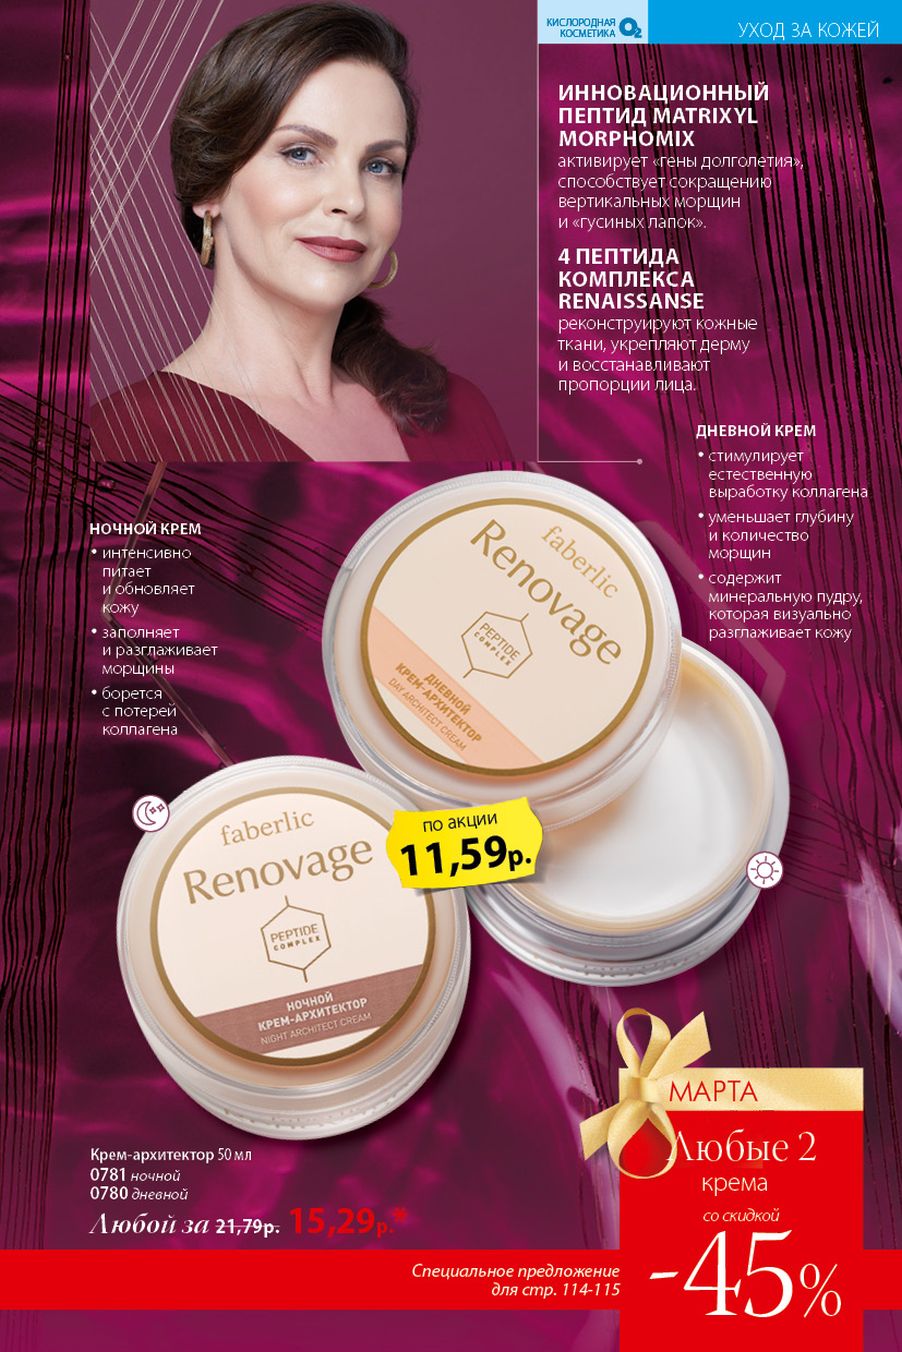 КИСЛОРОДНАЯ
КОСМЕТИКА O₂
УХОД ЗА КОЖЕЙ
ИННОВАЦИОННЫЙ
ПЕПТИД MATRIXYL
MORPHOMIX
активирует «гены долголетия»,
способствует сокращению
вертикальных морщин
и «гусиных лапок».
4 ПЕПТИДА
КОМПЛЕКСА
RENAISSANSE
реконструируют кожные
ткани, укрепляют дерму
и восстанавливают
пропорции лица.
ДНЕВНОЙ КРЕМ
• стимулирует
естественную
выработку коллагена
• уменьшает глубину
и количество
морщин
• содержит
минеральную пудру,
которая визуально
разглаживает кожу
НОЧНОЙ КРЕМ
• интенсивно
питает
и обновляет
кожу
• заполняет
и разглаживает
морщины
• борется
с потерей
коллагена
faberlic
Renovage
PEPTIDE
COMPLEX
ДНЕВНОЙ
КРЕМ-АРХИТЕКТОР
DAY ARCHITECT CREAM
по акции
11,59р.
faberlic
Renovage
PEPTIDE
COMPLEX
НОЧНОЙ
КРЕМ-АРХИТЕКТОР
NIGHT ARCHITECT CREAM
Крем-архитектор 50 мл
0781 ночной
0780 дневной
Любой за 21,79р. 15,29р.*
МАРТА
Любые 2
крема
со скидкой
-45%
Специальное предложение
для стр. 114-115